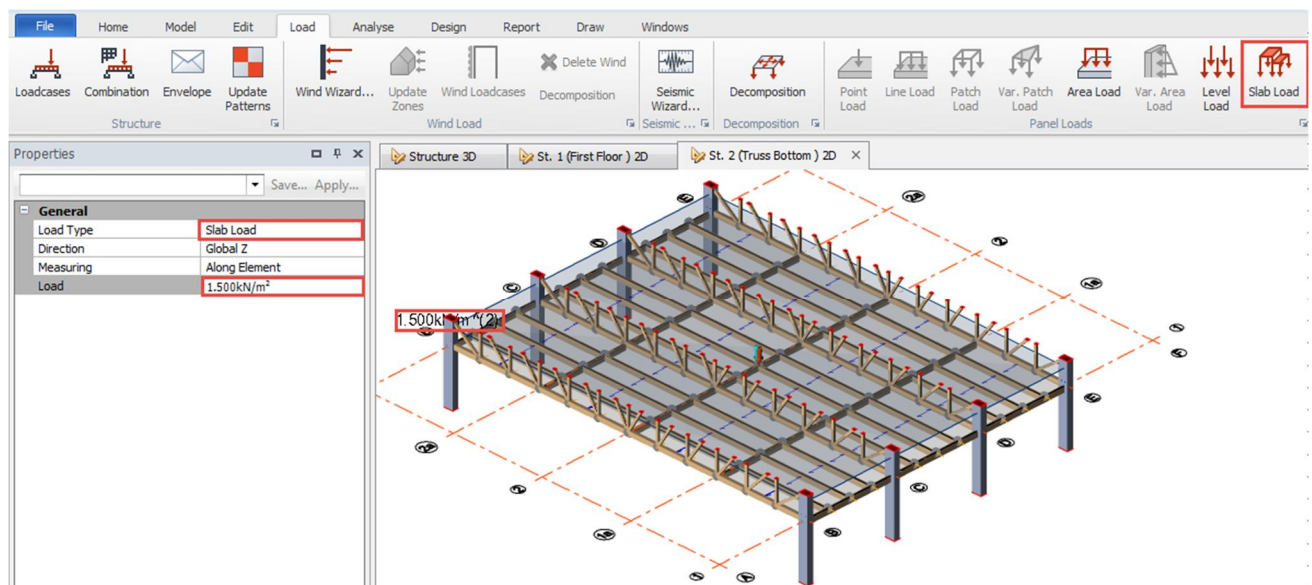 File Home Model Edit Load Analyse Design Report Draw Windows
Loadcases Combination Envelope Update Patterns Wind Wizard... Update Zones Wind Loadcases Delete Wind Decomposition Seismic Wizard... Decomposition Point Load Line Load Patch Load Var. Patch Load Area Load Var. Area Load Level Load Slab Load
Structure Wind Load Seismic ... Decomposition Panel Loads
Properties
Structure 3D St. 1 (First Floor ) 2D St. 2 (Truss Bottom ) 2D
Save... Apply...
General
Load Type Slab Load
Direction Global Z
Measuring Along Element
Load 1.500kN/m²